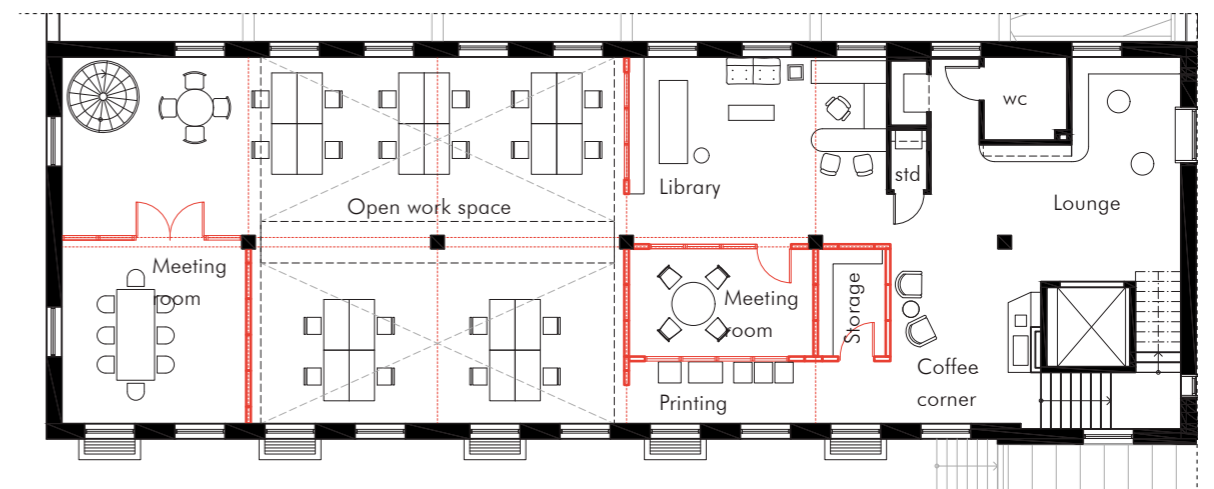 wc
std
Library
Lounge
Open work space
Meeting
room
Meeting
room
Storage
Coffee
corner
Printing